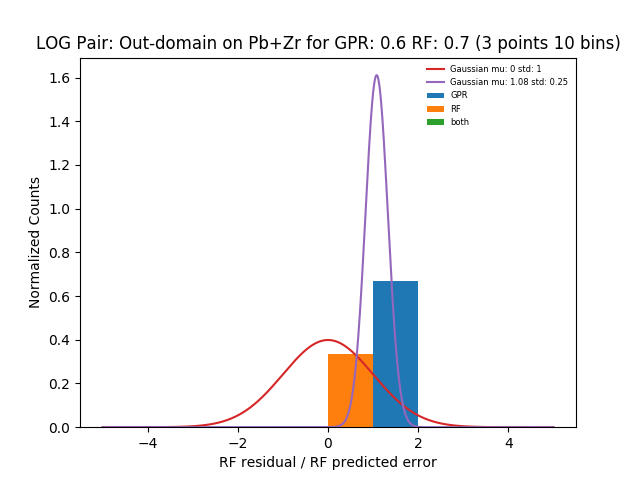 LOG Pair: Out-domain on Pb+Zr for GPR: 0.6 RF: 0.7 (3 points 10 bins)
Gaussian mu: 0 std: 1
Gaussian mu: 1.08 std: 0.25
GPR
RF
both
Normalized Counts
1.6
1.4
1.2
1.0
0.8
0.6
0.4
0.2
0.0
−4 −2 0 2 4
RF residual / RF predicted error